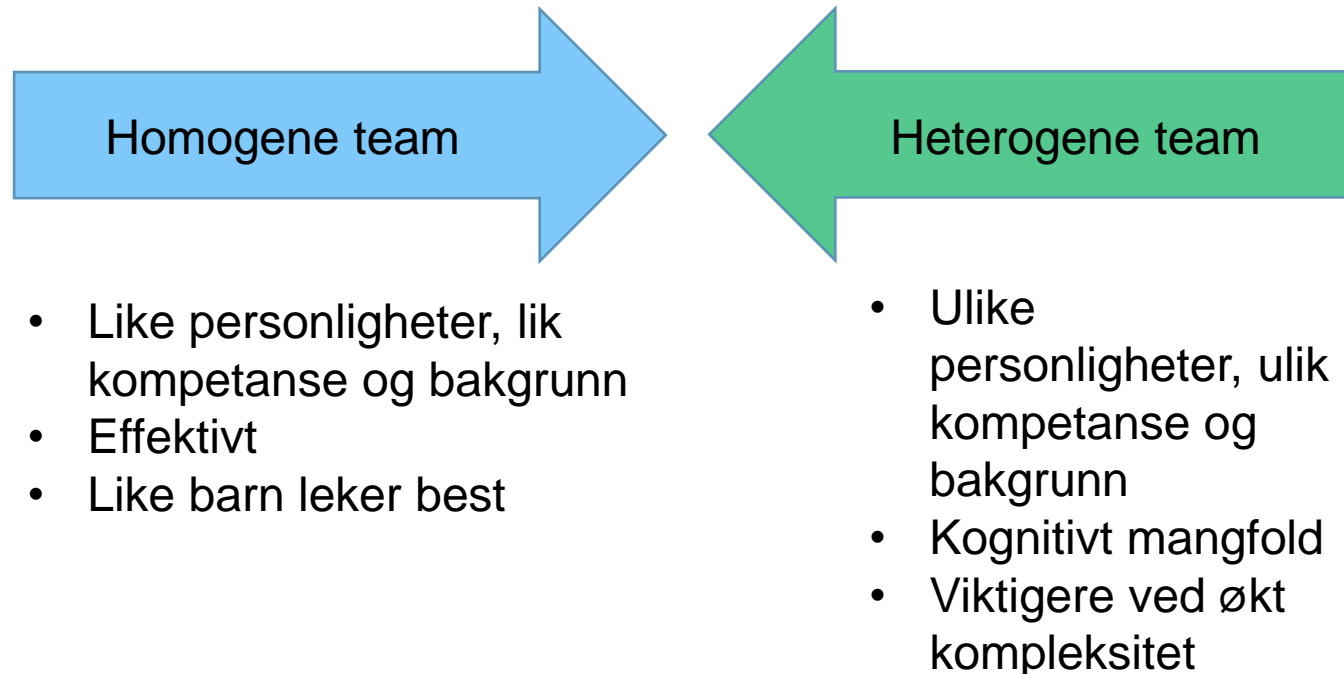 Homogene team
• Like personligheter, lik
kompetanse og bakgrunn
• Effektivt
• Like barn leker best
Heterogene team
• Ulike
personligheter, ulik
kompetanse og
bakgrunn
• Kognitivt mangfold
• Viktigere ved økt
kompleksitet